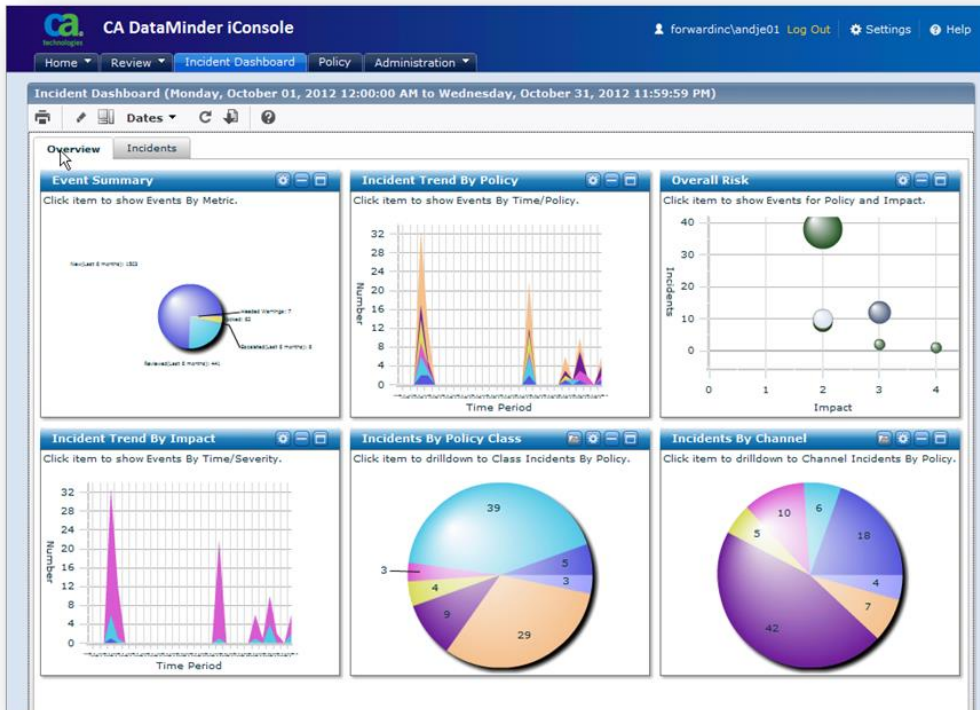 ca.
technologies
CA DataMinder iConsole
forwardinc\andje01 Log Out
Settings
Help
Home
Review
Incident Dashboard
Policy
Administration
Incident Dashboard (Monday, October 01, 2012 12:00:00 AM to Wednesday, October 31, 2012 11:59:59 PM)
Dates
Overview
Incidents
Event Summary
Click item to show Events By Metric.
Incident Trend By Policy
Click item to show Events By Time/Policy.
32
28
24
20
16
12
8
4
0
Number
Time Period
Overall Risk
Click item to show Events for Policy and Impact.
40
30
20
10
0
Incidents
0 1 2 3 4
Impact
Incident Trend By Impact
Click item to show Events By Time/Severity.
32
28
24
20
16
12
8
4
0
Number
Time Period
Incidents By Policy Class
Click item to drilldown to Class Incidents By Policy.
39
5
3
3
4
9
29
Incidents By Channel
Click item to drilldown to Channel Incidents By Policy.
6
10
18
5
4
7
42